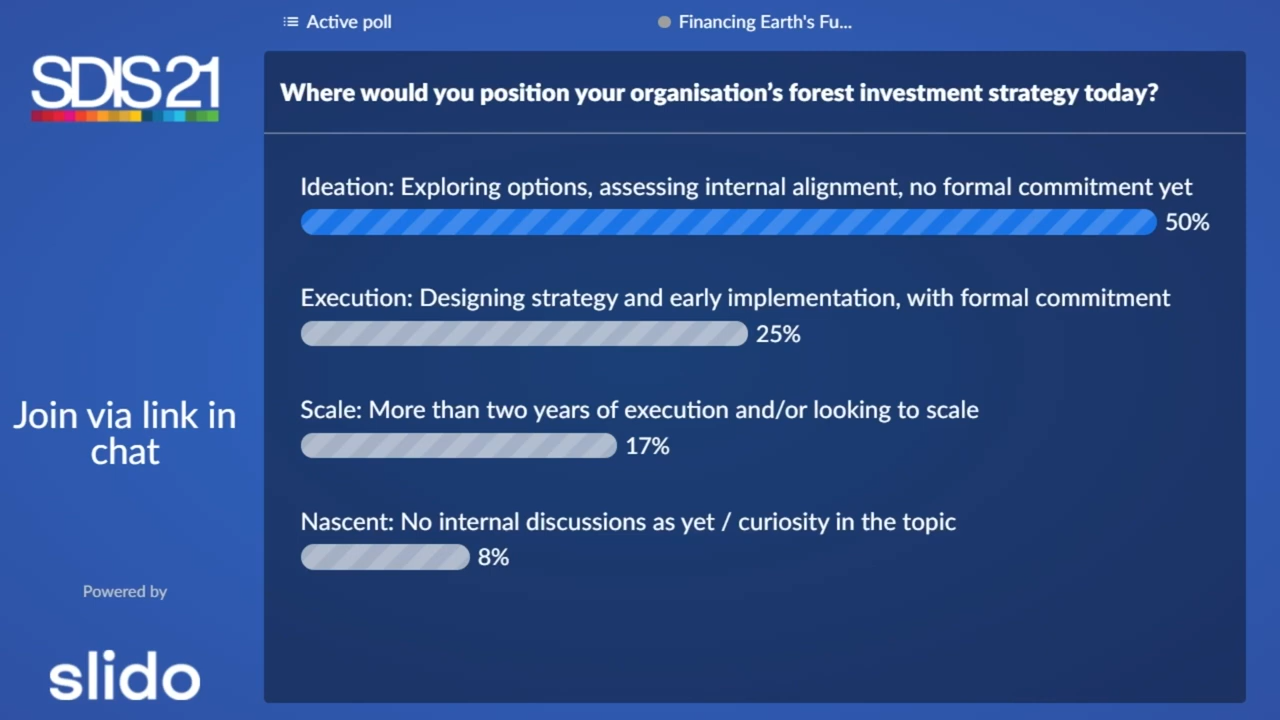 Active poll
Financing Earth's Fu...
SDIS21
Where would you position your organisation's forest investment strategy today?
Ideation: Exploring options, assessing internal alignment, no formal commitment yet
50%
Execution: Designing strategy and early implementation, with formal commitment
25%
Scale: More than two years of execution and/or looking to scale
17%
Nascent: No internal discussions as yet / curiosity in the topic
8%
Join via link in
chat
Powered by
slido